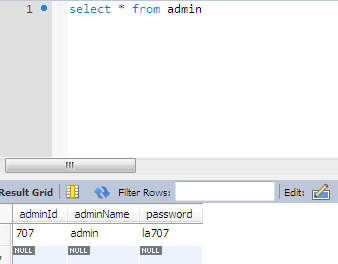 1 select * from admin
Result Grid Filter Rows: Edit:
adminId adminName password
707 admin la707
NULL NULL NULL